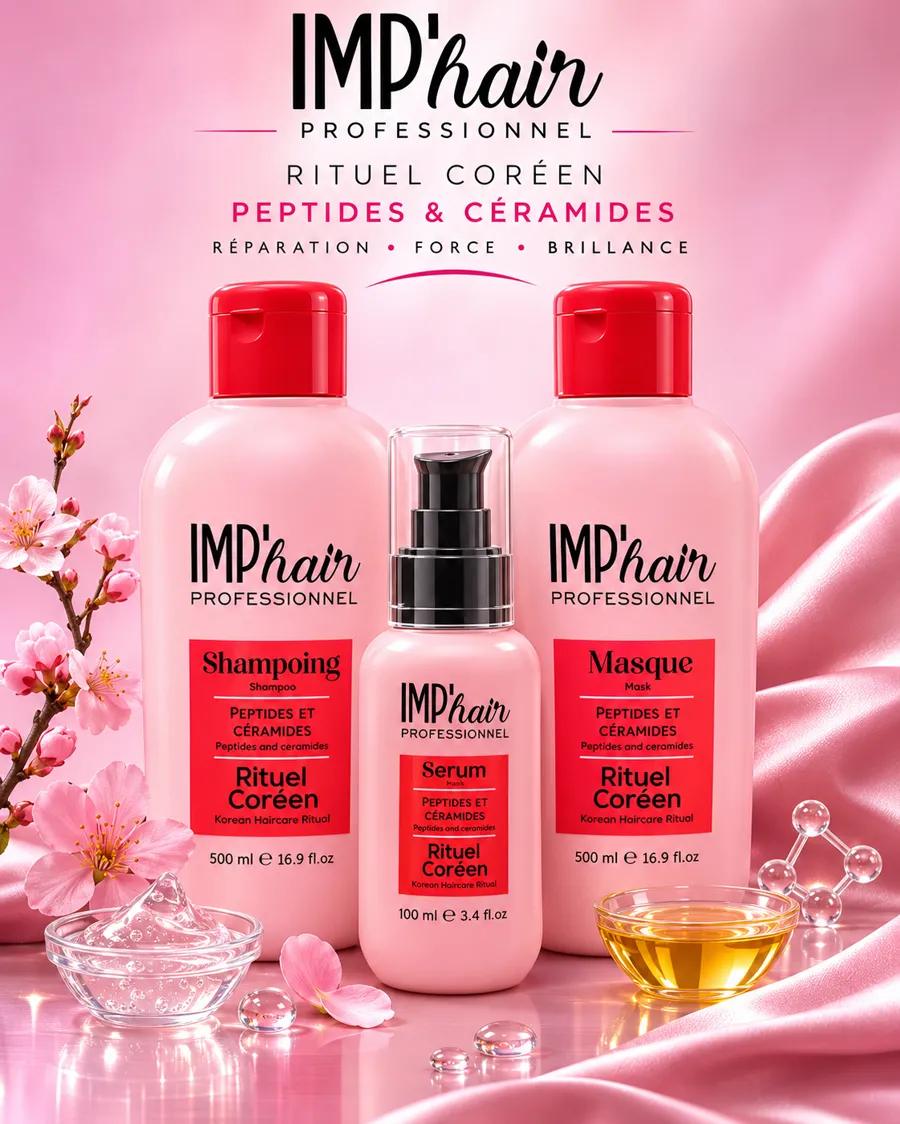 IMP'hair
PROFESSIONNEL
RITUEL CORÉEN
PEPTIDES & CÉRAMIDES
RÉPARATION • FORCE • BRILLANCE
IMP'hair
PROFESSIONNEL
Shampoing
Shampoo
PEPTIDES ET
CÉRAMIDES
Peptides and ceramides
Rituel
Coréen
Korean Haircare Ritual
500 ml ℮ 16.9 fl.oz
IMP'hair
PROFESSIONNEL
Serum
Mask
PEPTIDES ET
CÉRAMIDES
Peptides and ceramides
Rituel
Coréen
Korean Haircare Ritual
100 ml ℮ 3.4 fl.oz
IMP'hair
PROFESSIONNEL
Masque
Mask
PEPTIDES ET
CÉRAMIDES
Peptides and ceramides
Rituel
Coréen
Korean Haircare Ritual
500 ml ℮ 16.9 fl.oz